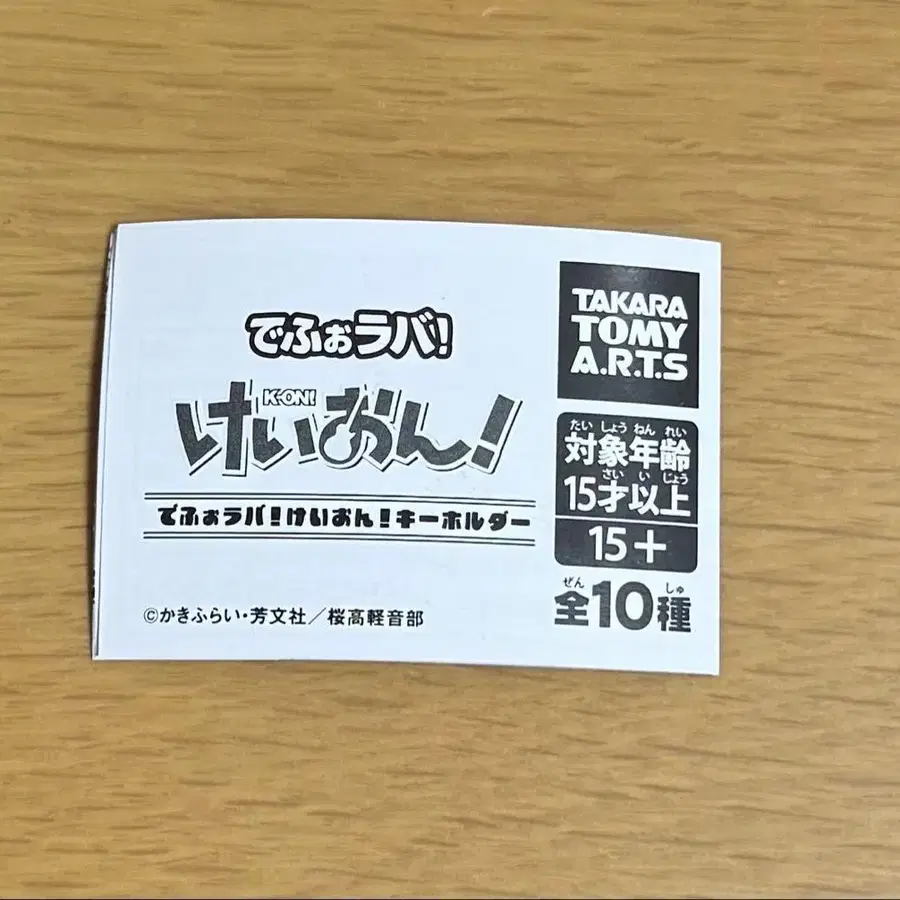 でふぉラバ!
K-ON!
けいおん!
でふぉラバ!けいおん!キーホルダー
©かきふらい・芳文社/桜高軽音部
TAKARA
TOMY
A.R.T.S
たいしょうねんれい
対象年齢
さいいじょう
15才以上
15+
ぜんしゅ
全10種